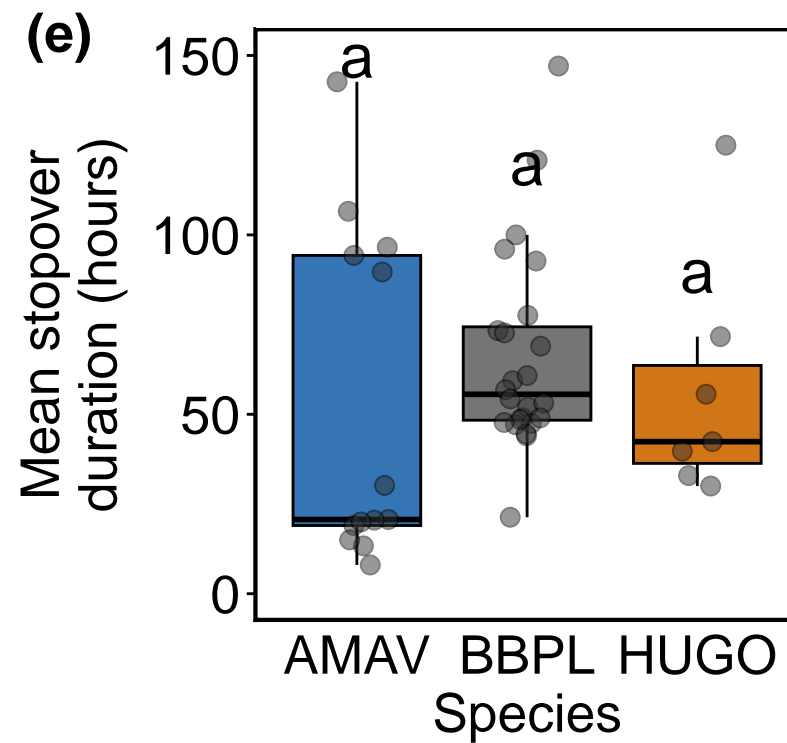 (e)
Mean stopover
duration (hours)
150
100
50
0
a
a
a
AMAV BBPL HUGO
Species